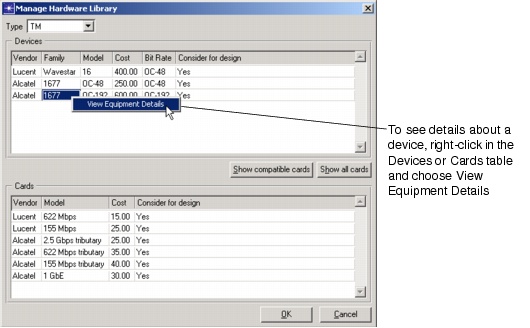 Manage Hardware Library
Type TM
Devices
Vendor Family Model Cost Bit Rate Consider for design
Lucent Wavestar 16 400.00 OC-48 Yes
Alcatel 1677 OC-48 250.00 OC-48 Yes
Alcatel 1677 OC-192 600.00 OC-192 Yes
View Equipment Details
To see details about a
device, right-click in the
Devices or Cards table
and choose View
Equipment Details
Show compatible cards Show all cards
Cards
Vendor Model Cost Consider for design
Lucent 622 Mbps 15.00 Yes
Lucent 155 Mbps 25.00 Yes
Alcatel 2.5 Gbps tributary 25.00 Yes
Alcatel 622 Mbps tributary 35.00 Yes
Alcatel 155 Mbps tributary 40.00 Yes
Alcatel 1 GbE 30.00 Yes
OK Cancel